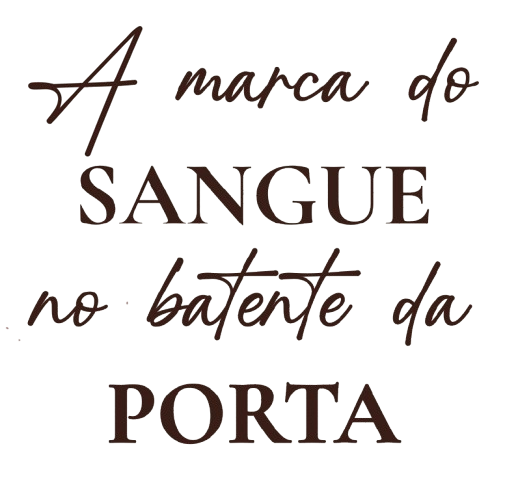 A marca do
SANGUE
no batente da
PORTA